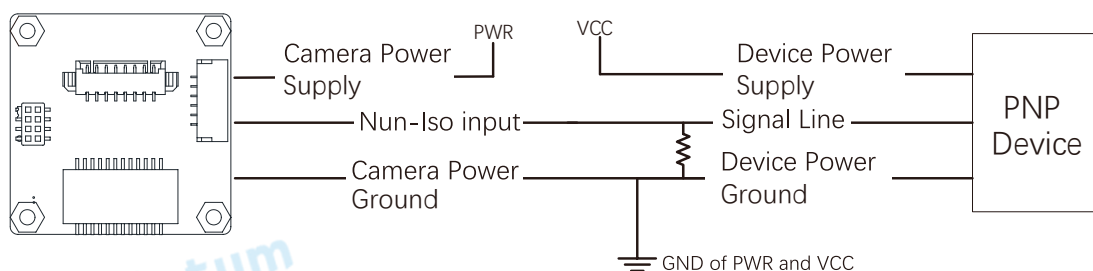 PWR
VCC
Camera Power
Supply
Device Power
Supply
Nun-Iso input
Signal Line
PNP
Device
Camera Power
Ground
Device Power
Ground
GND of PWR and VCC